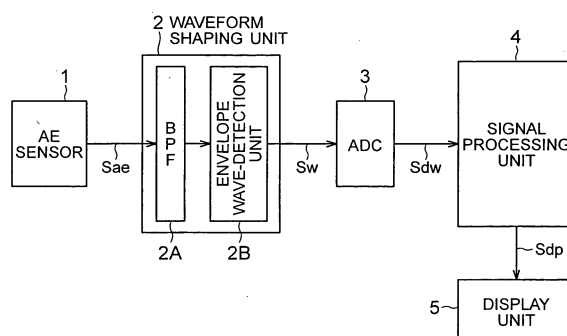 2 WAVEFORM
SHAPING UNIT
1
AE
SENSOR
Sae
BPF
2A
ENVELOPE
WAVE-DETECTION
UNIT
2B
Sw
3
ADC
Sdw
4
SIGNAL
PROCESSING
UNIT
Sdp
5
DISPLAY
UNIT